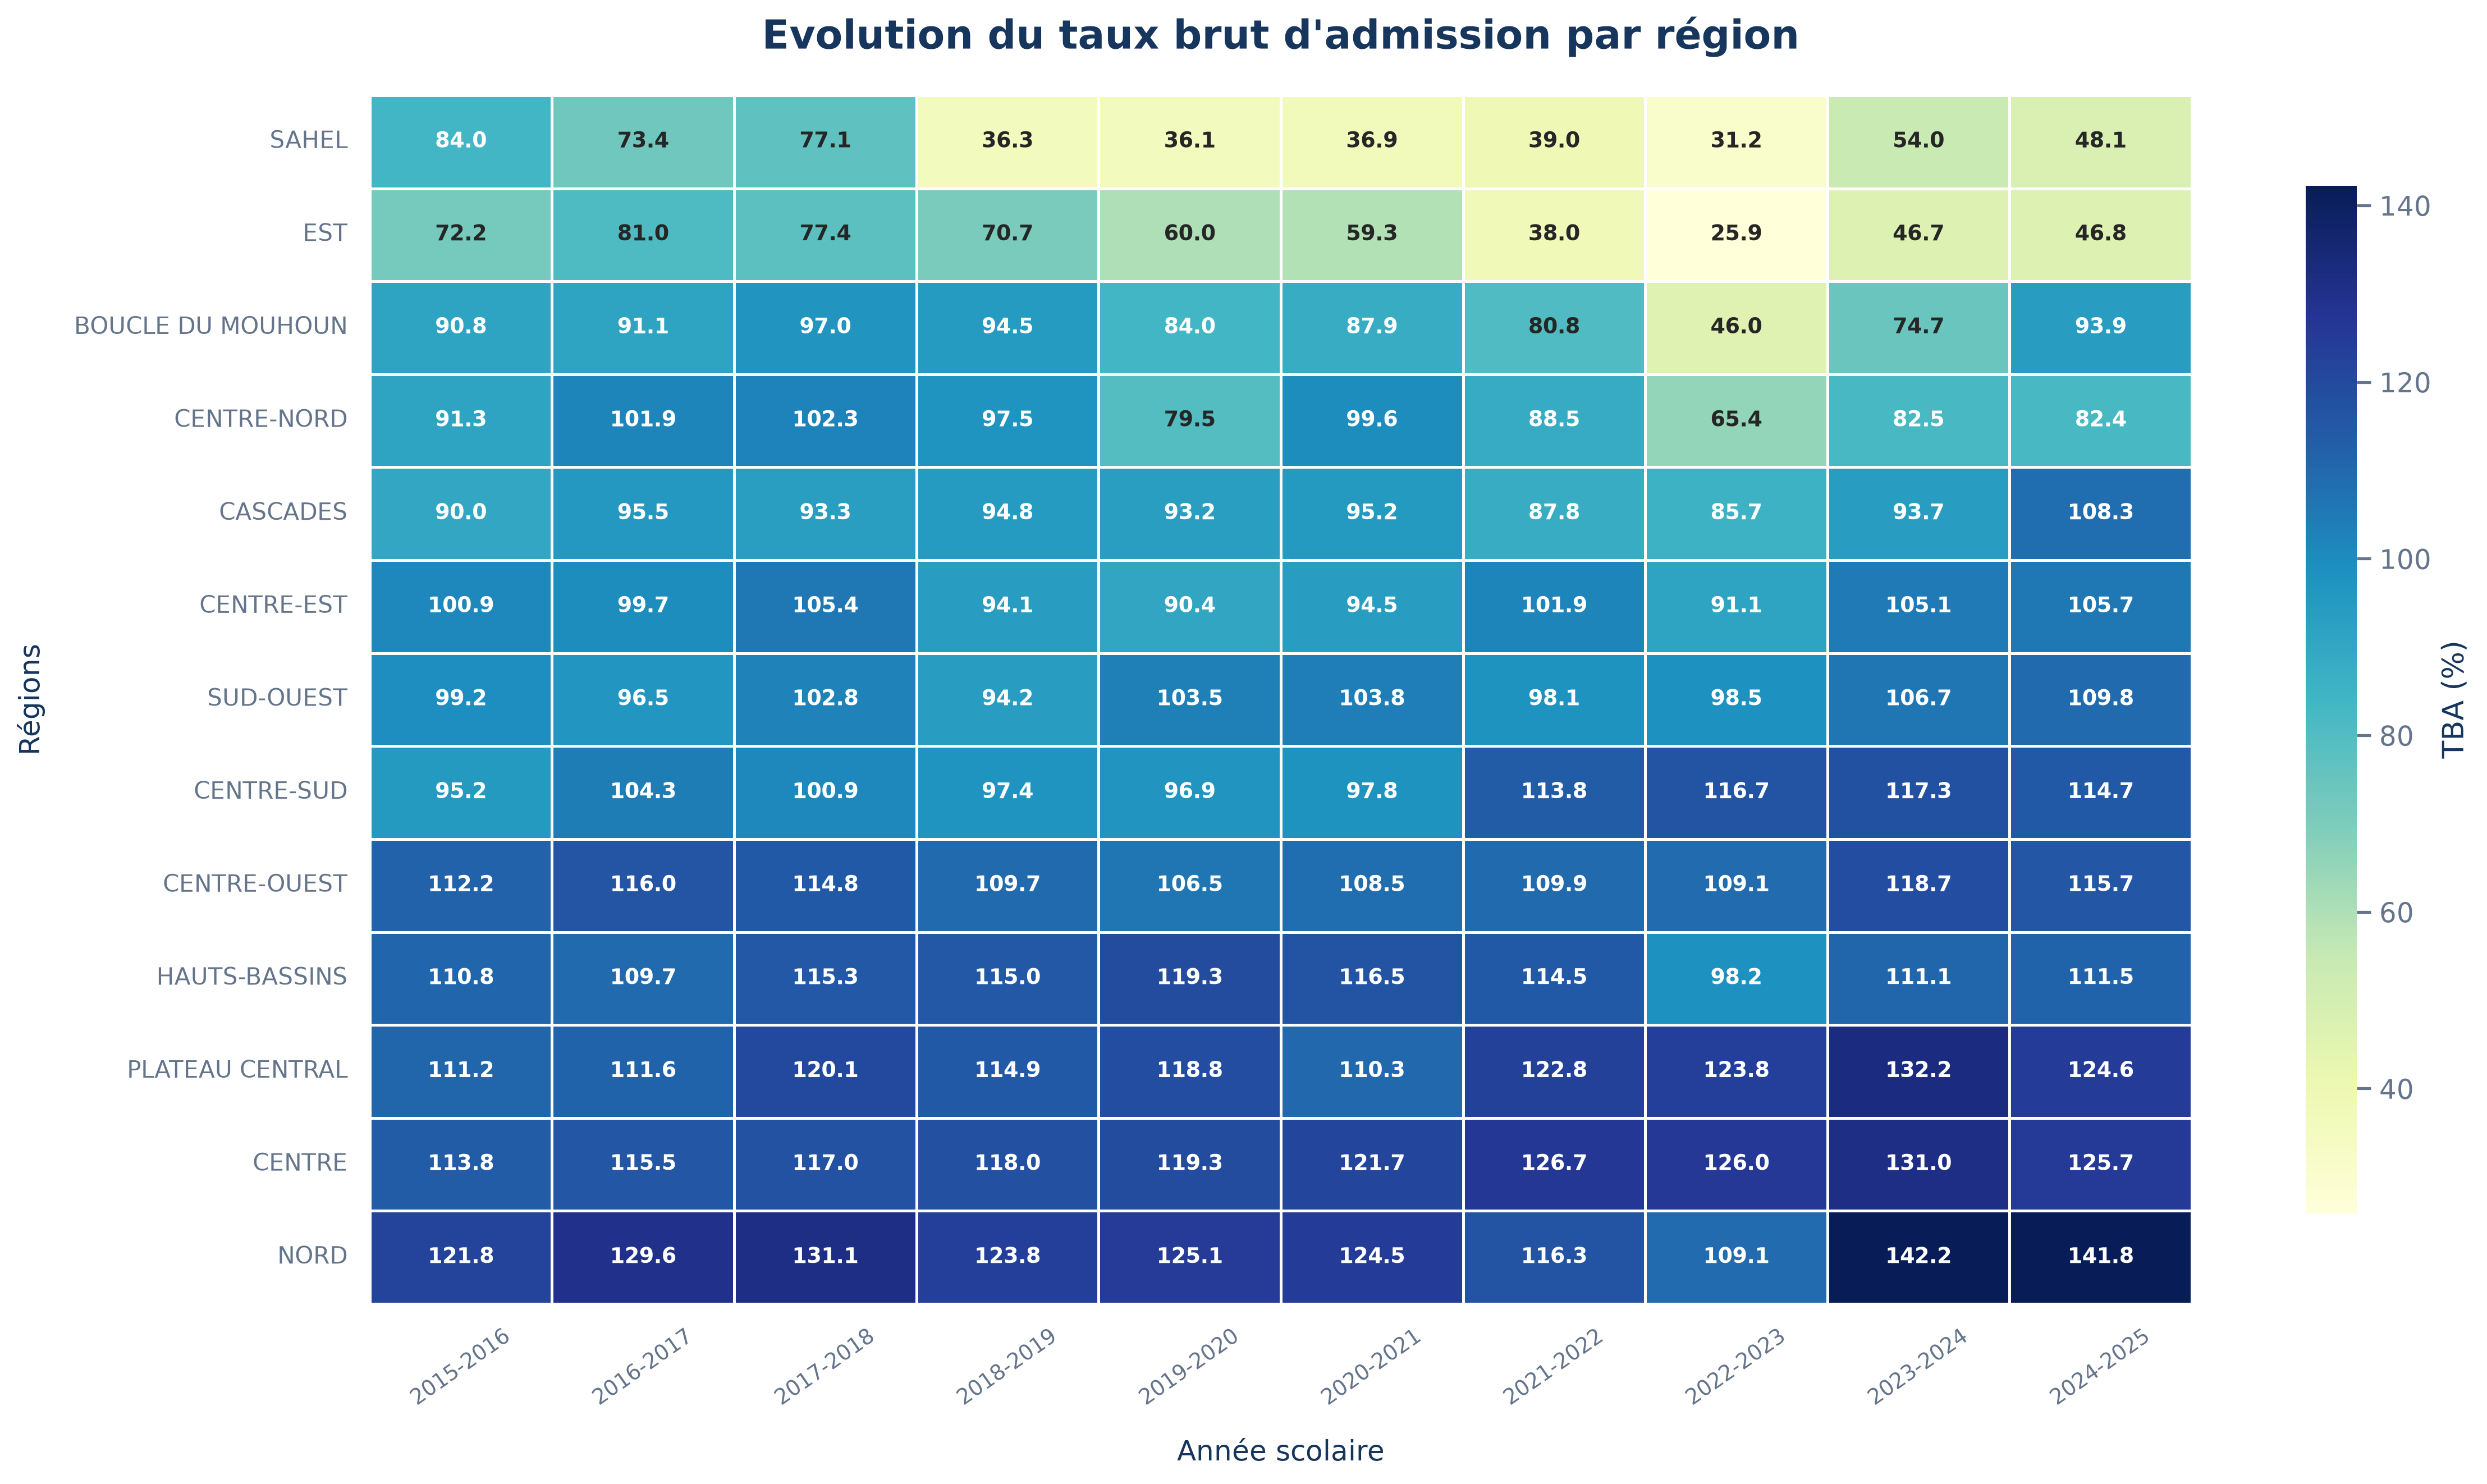 Evolution du taux brut d'admission par région
SAHEL 84.0 73.4 77.1 36.3 36.1 36.9 39.0 31.2 54.0 48.1
EST 72.2 81.0 77.4 70.7 60.0 59.3 38.0 25.9 46.7 46.8
BOUCLE DU MOUHOUN 90.8 91.1 97.0 94.5 84.0 87.9 80.8 46.0 74.7 93.9
CENTRE-NORD 91.3 101.9 102.3 97.5 79.5 99.6 88.5 65.4 82.5 82.4
CASCADES 90.0 95.5 93.3 94.8 93.2 95.2 87.8 85.7 93.7 108.3
CENTRE-EST 100.9 99.7 105.4 94.1 90.4 94.5 101.9 91.1 105.1 105.7
SUD-OUEST 99.2 96.5 102.8 94.2 103.5 103.8 98.1 98.5 106.7 109.8
CENTRE-SUD 95.2 104.3 100.9 97.4 96.9 97.8 113.8 116.7 117.3 114.7
CENTRE-OUEST 112.2 116.0 114.8 109.7 106.5 108.5 109.9 109.1 118.7 115.7
HAUTS-BASSINS 110.8 109.7 115.3 115.0 119.3 116.5 114.5 98.2 111.1 111.5
PLATEAU CENTRAL 111.2 111.6 120.1 114.9 118.8 110.3 122.8 123.8 132.2 124.6
CENTRE 113.8 115.5 117.0 118.0 119.3 121.7 126.7 126.0 131.0 125.7
NORD 121.8 129.6 131.1 123.8 125.1 124.5 116.3 109.1 142.2 141.8
2015-2016 2016-2017 2017-2018 2018-2019 2019-2020 2020-2021 2021-2022 2022-2023 2023-2024 2024-2025
Année scolaire
Régions
140
120
100
80
60
40
TBA (%)